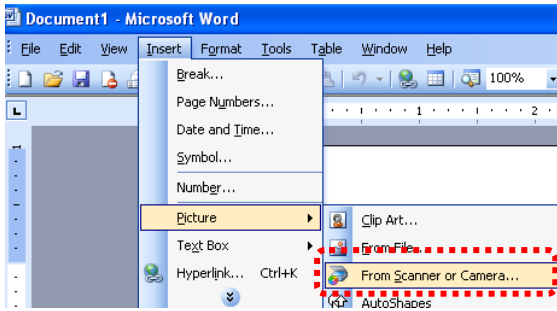 Document1 - Microsoft Word
File Edit View Insert Format Tools Table Window Help
100%
Break...
Page Numbers...
1 2
Date and Time...
Symbol...
Number...
Picture
Clip Art...
Text Box
From File...
Hyperlink... Ctrl+K
From Scanner or Camera...
AutoShapes